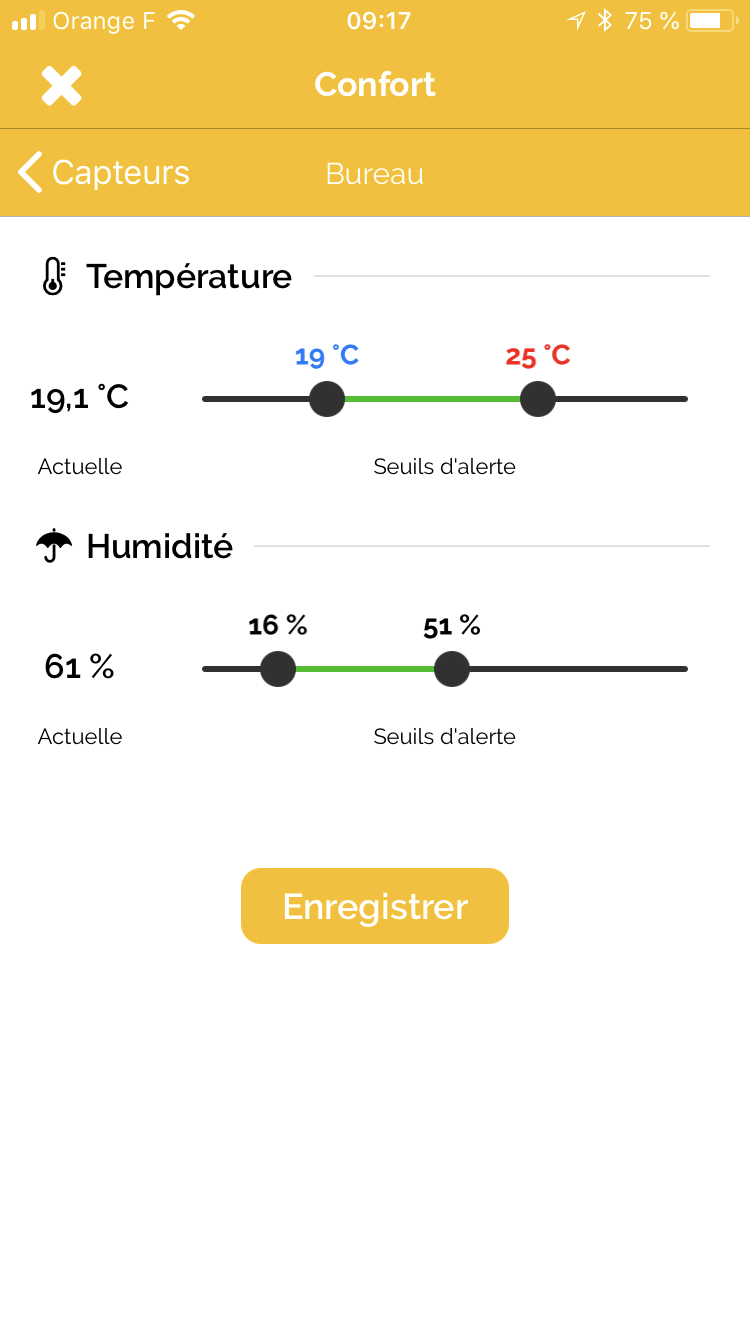 Orange F 09:17 75 %
Confort
Capteurs Bureau
Température
19 °C 25 °C
19,1 °C
Actuelle Seuils d'alerte
Humidité
16 % 51 %
61 %
Actuelle Seuils d'alerte
Enregistrer